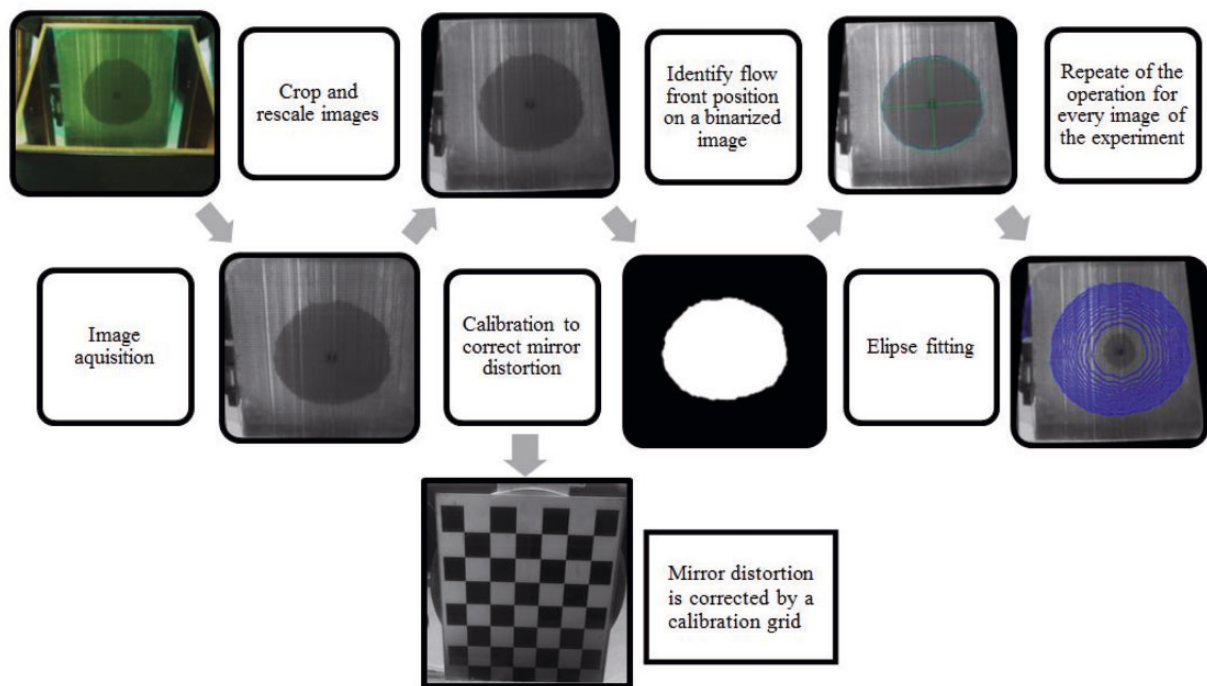 Crop and
rescale images
Identify flow
front position
on a binarized
image
Repeate of the
operation for
every image of
the experiment
Image
aquisition
Calibration to
correct mirror
distortion
Elipse fitting
Mirror distortion
is corrected by a
calibration grid